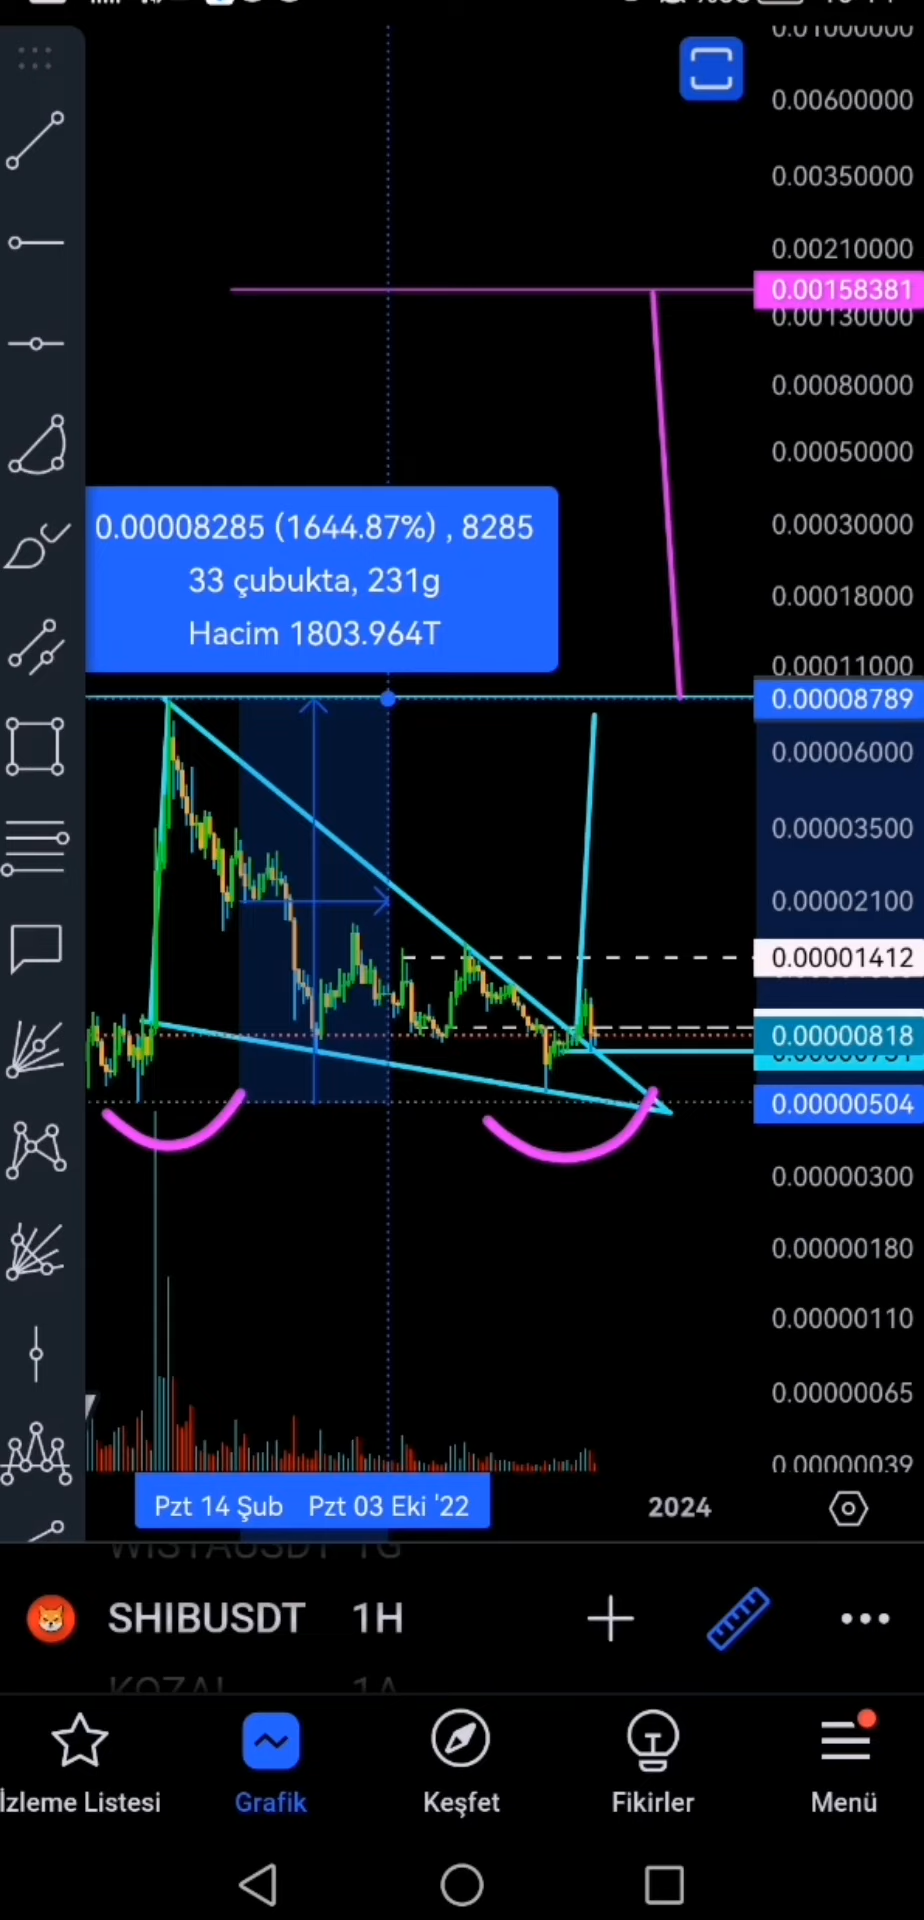 0.00600000
0.00350000
0.00210000
0.00158381
0.00130000
0.00080000
0.00050000
0.00008285 (1644.87%) , 8285
33 çubukta, 231g
Hacim 1803.964T
0.00030000
0.00018000
0.00011000
0.00008789
0.00006000
0.00003500
0.00002100
0.00001412
0.00000818
0.00000504
0.00000300
0.00000180
0.00000110
0.00000065
0.00000039
Pzt 14 Şub Pzt 03 Eki '22
2024
WISTAUSDT 1G
SHIBUSDT 1H
İzleme Listesi
Grafik
Keşfet
Fikirler
Menü